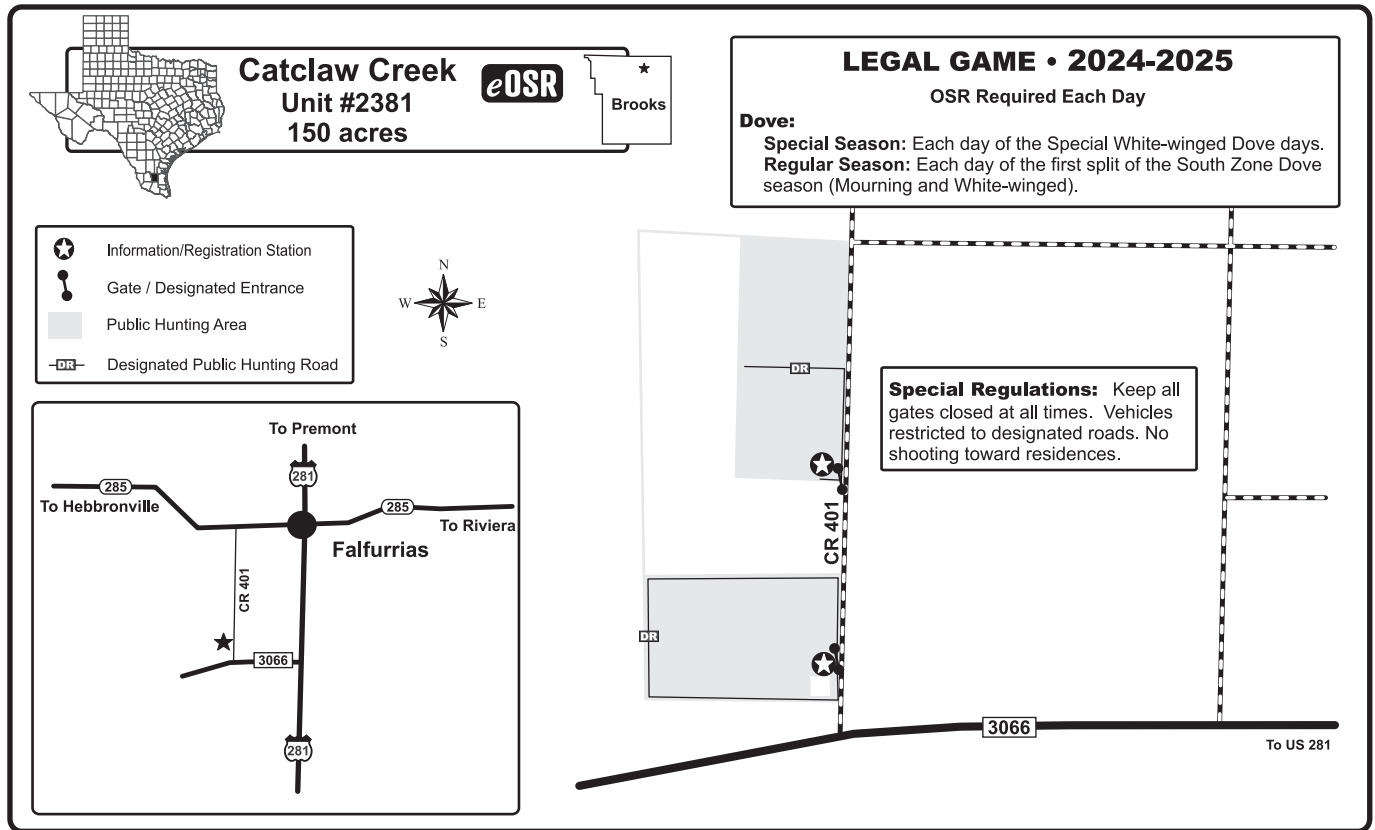 Catclaw Creek
Unit #2381
150 acres
eOSR
Brooks
LEGAL GAME • 2024-2025
OSR Required Each Day
Dove:
Special Season: Each day of the Special White-winged Dove days.
Regular Season: Each day of the first split of the South Zone Dove
season (Mourning and White-winged).
Information/Registration Station
Gate / Designated Entrance
Public Hunting Area
DR
Designated Public Hunting Road
N
W
E
S
To Premont
281
285
To Hebbronville
285
To Riviera
Falfurrias
CR 401
3066
281
DR
Special Regulations: Keep all
gates closed at all times. Vehicles
restricted to designated roads. No
shooting toward residences.
CR 401
DR
3066
To US 281